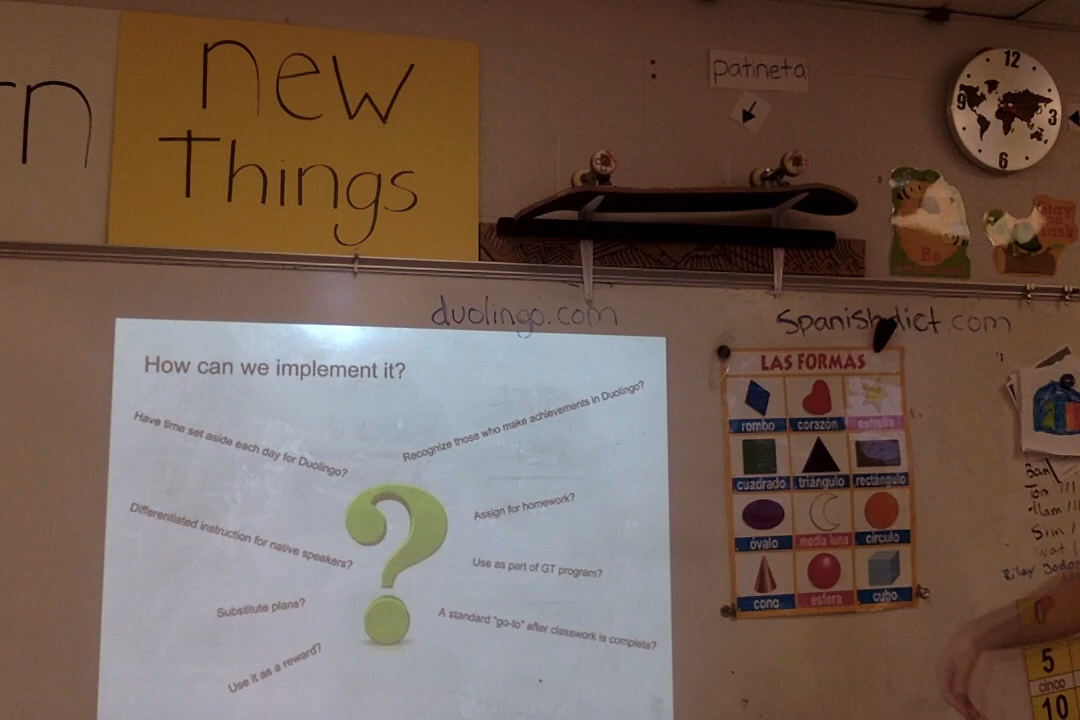 rn
new
Things
patineta
12
9
3
6
Be
Stay
on
Task
duolingo.com
Spanishdict.com
How can we implement it?
Have time set aside each day for Duolingo?
Recognize those who make achievements in Duolingo?
Differentiated instruction for native speakers?
Assign for homework?
Use as part of GT program?
Substitute plans?
A standard "go-to" after classwork is complete?
Use it as a reward?
LAS FORMAS
rombo corazón estrella
cuadrado triángulo rectángulo
óvalo media luna círculo
cono esfera cubo
5
cinco
10